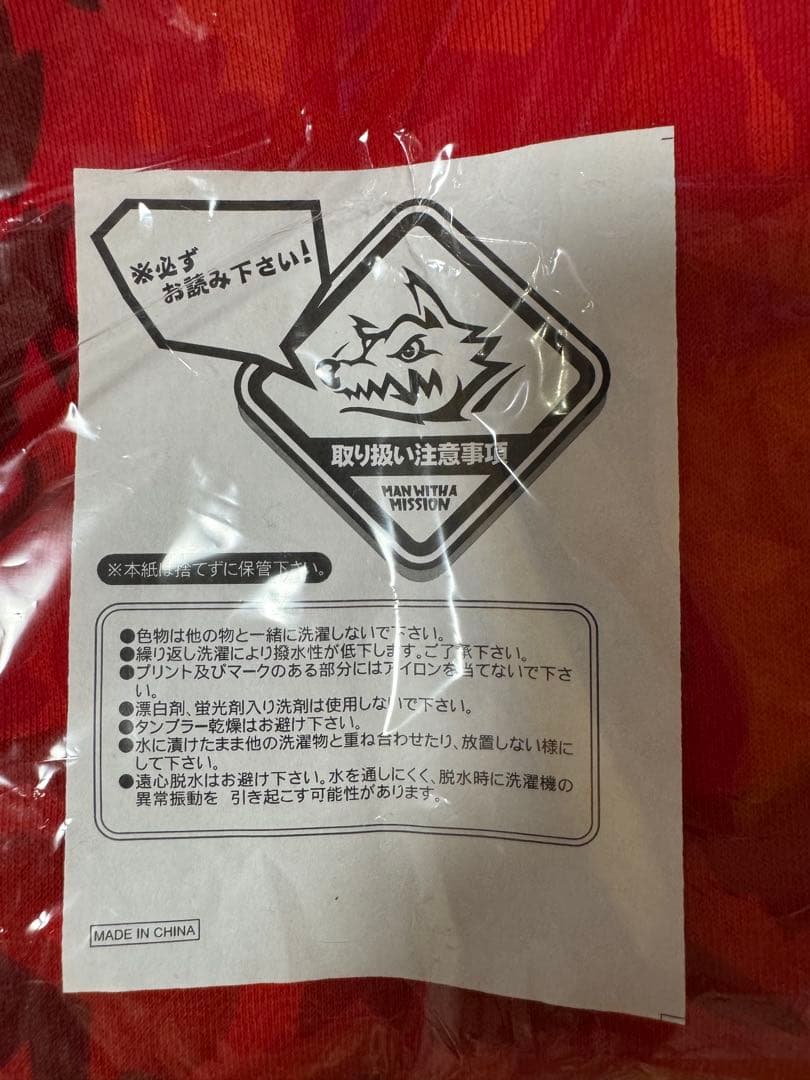 ※必ず
お読み下さい!
取り扱い注意事項
MAN WITH A
MISSION
※本紙は捨てずに保管下さい。
●色物は他の物と一緒に洗濯しないで下さい。
●繰り返し洗濯により撥水性が低下します。ご了承下さい。
●プリント及びマークのある部分にはアイロンを当てないで下さ
い。
●漂白剤、蛍光剤入り洗剤は使用しないで下さい。
●タンブラー乾燥はお避け下さい。
●水に漬けたまま他の洗濯物と重ね合わせたり、放置しない様に
して下さい。
●遠心脱水はお避け下さい。水を通しにくく、脱水時に洗濯機の
異常振動を 引き起こす可能性があります。
MADE IN CHINA